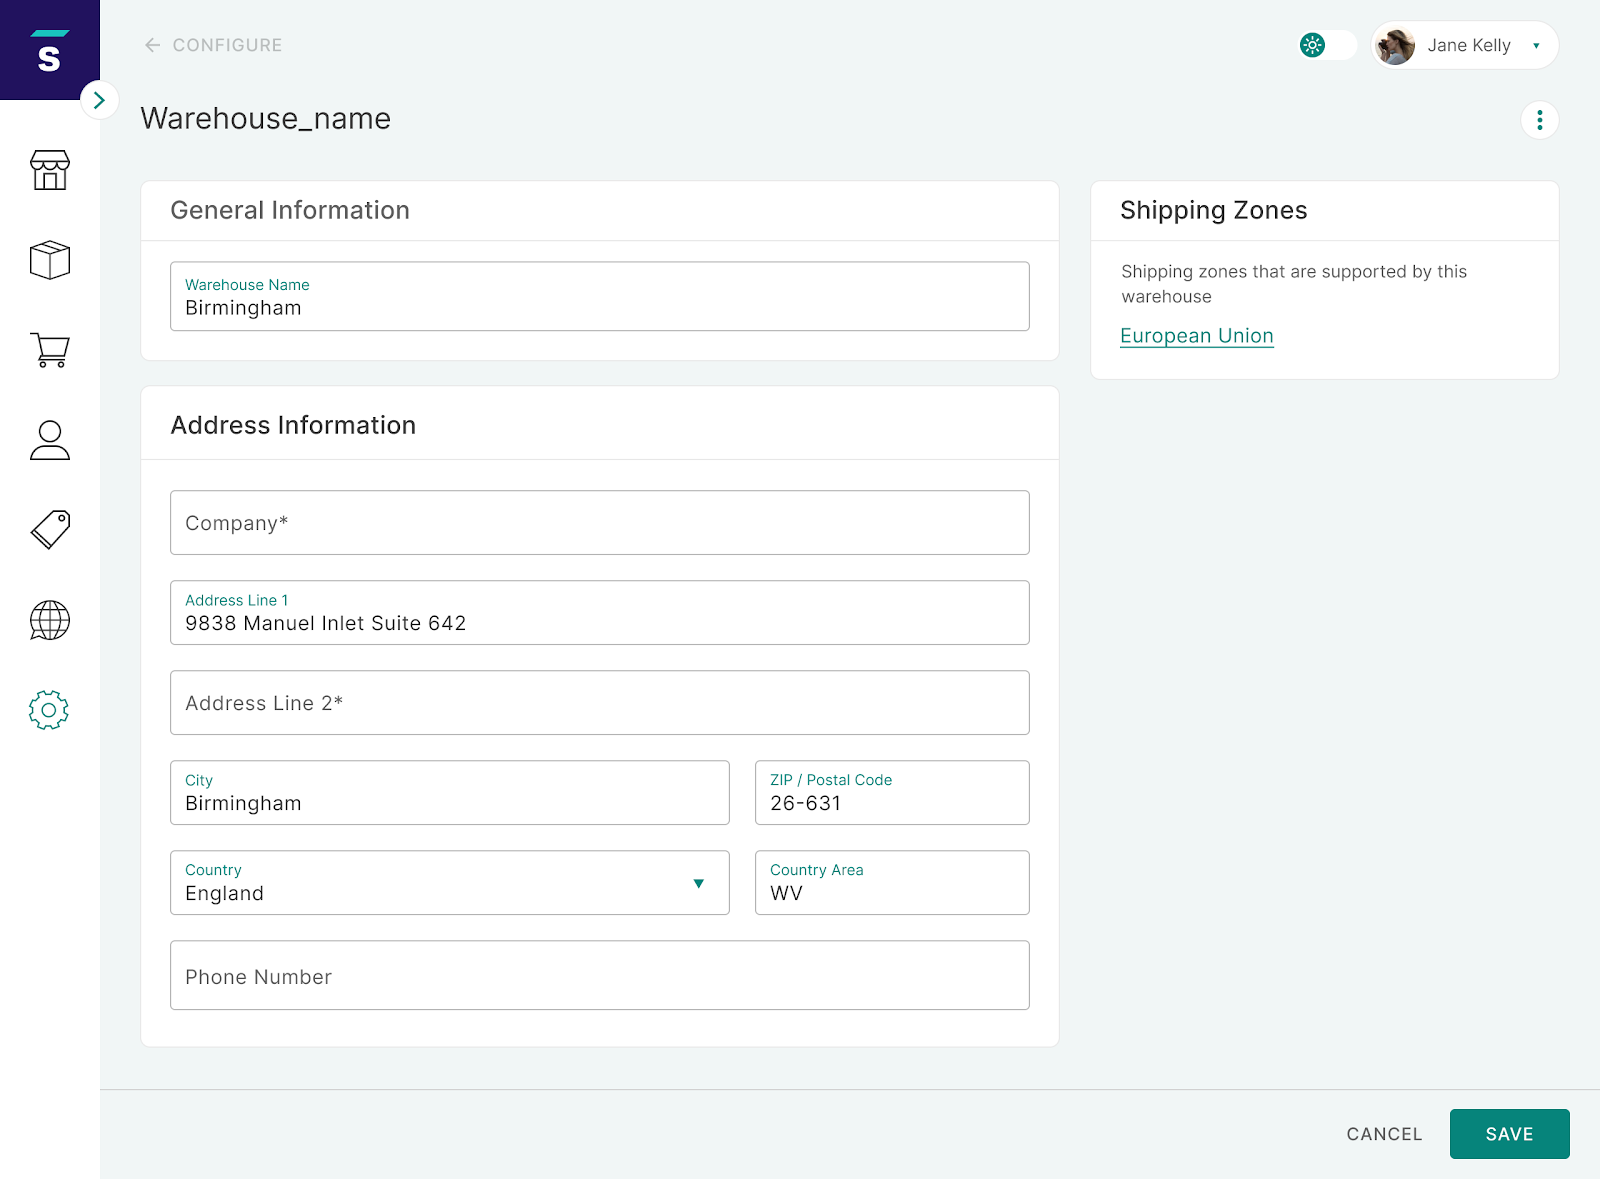 s
CONFIGURE
Jane Kelly
Warehouse_name
General Information
Warehouse Name
Birmingham
Shipping Zones
Shipping zones that are supported by this
warehouse
European Union
Address Information
Company*
Address Line 1
9838 Manuel Inlet Suite 642
Address Line 2*
City
Birmingham
ZIP / Postal Code
26-631
Country
England
Country Area
WV
Phone Number
CANCEL
SAVE